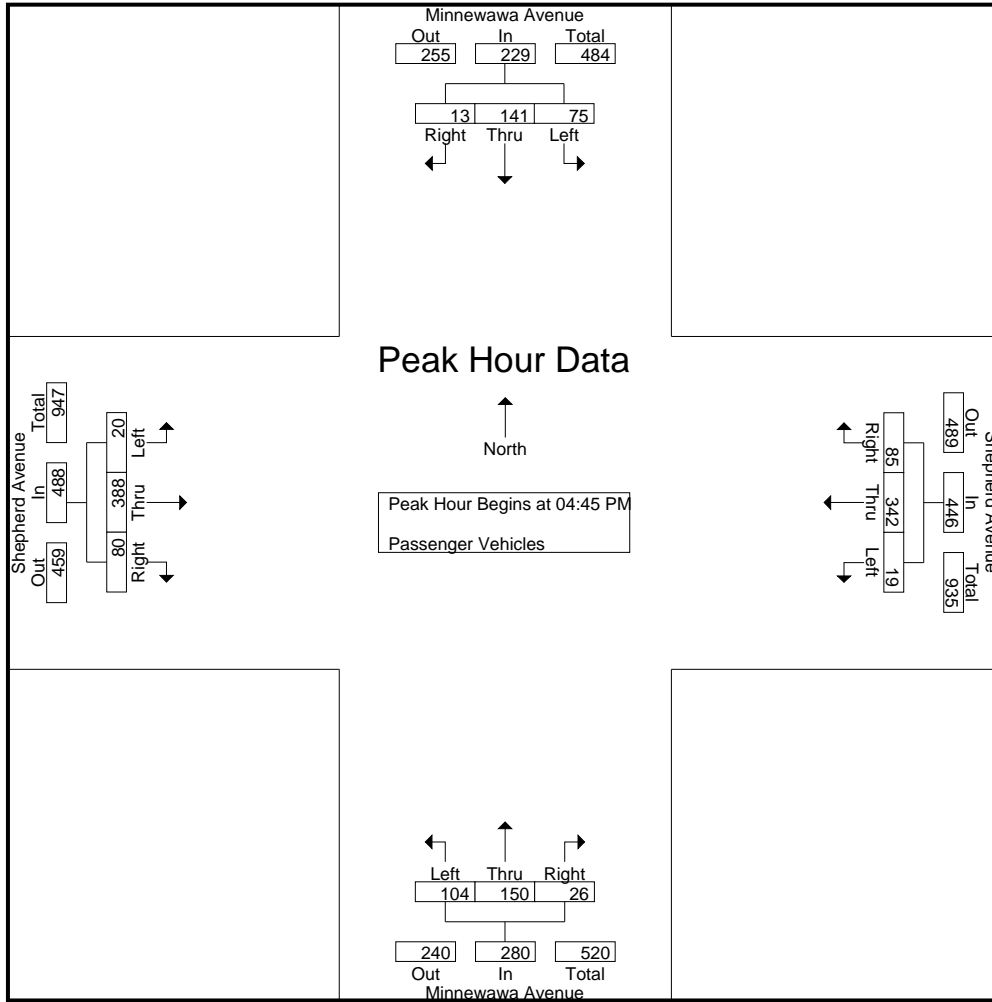 Minnewawa Avenue
Out In Total
255 229 484
13 141 75
Right Thru Left
Peak Hour Data
North
Peak Hour Begins at 04:45 PM
Passenger Vehicles
Shepherd Avenue
Total In Out
947 488 459
20 388 80
Left Thru Right
Shepherd Avenue
Out In Total
489 446 935
85 342 19
Right Thru Left
Left Thru Right
104 150 26
240 280 520
Out In Total
Minnewawa Avenue